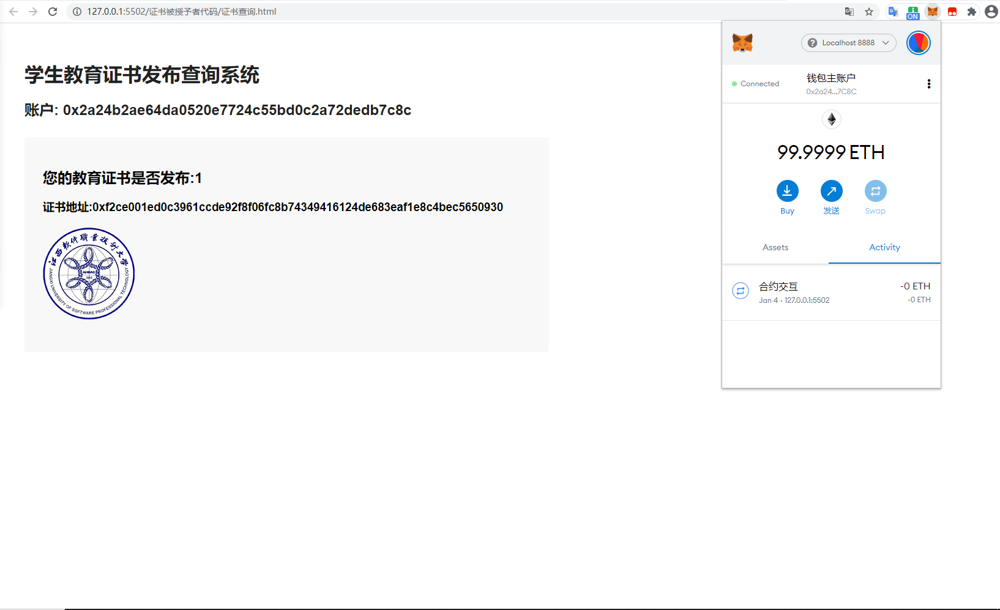 127.0.0.1:5502/证书被授予者代码/证书查询.html
ON
学生教育证书发布查询系统
账户: 0x2a24b2ae64da0520e7724c55bd0c2a72dedb7c8c
您的教育证书是否发布:1
证书地址:0xf2ce001ed0c3961ccde92f8f06fc8b74349416124de683eaf1e8c4bec5650930
江西软件職業技術大学
AHEAD
2003
JIANGXI UNIVERSITY OF SOFTWARE PROFESSIONAL TECHNOLOGY
Localhost 8888
Connected
钱包主账户
0x2a24...7C8C
99.9999 ETH
Buy
发送
Swap
Assets
Activity
合约交互
-0 ETH
Jan 4 · 127.0.0.1:5502
-0 ETH